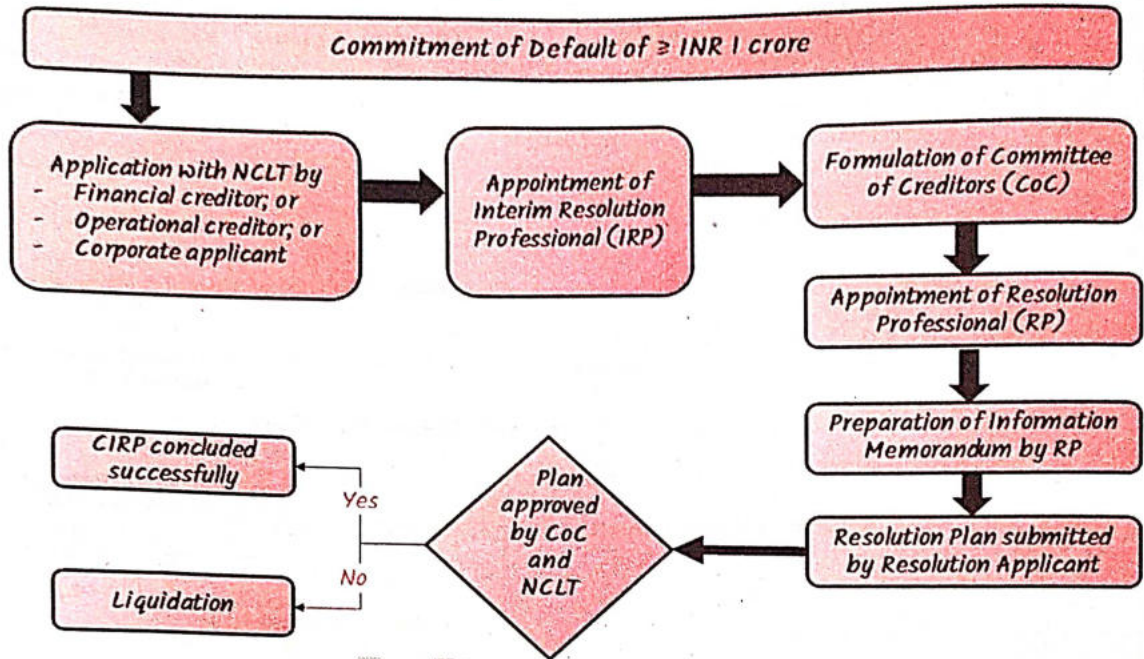 Commitment of Default of ≥ INR 1 crore
Application with NCLT by
- Financial creditor; or
- Operational creditor; or
- Corporate applicant
Appointment of
Interim Resolution
Professional (IRP)
Formulation of Committee
of Creditors (CoC)
Appointment of Resolution
Professional (RP)
Preparation of Information
Memorandum by RP
Resolution Plan submitted
by Resolution Applicant
Plan
approved
by CoC
and
NCLT
Yes
CIRP concluded
successfully
No
Liquidation